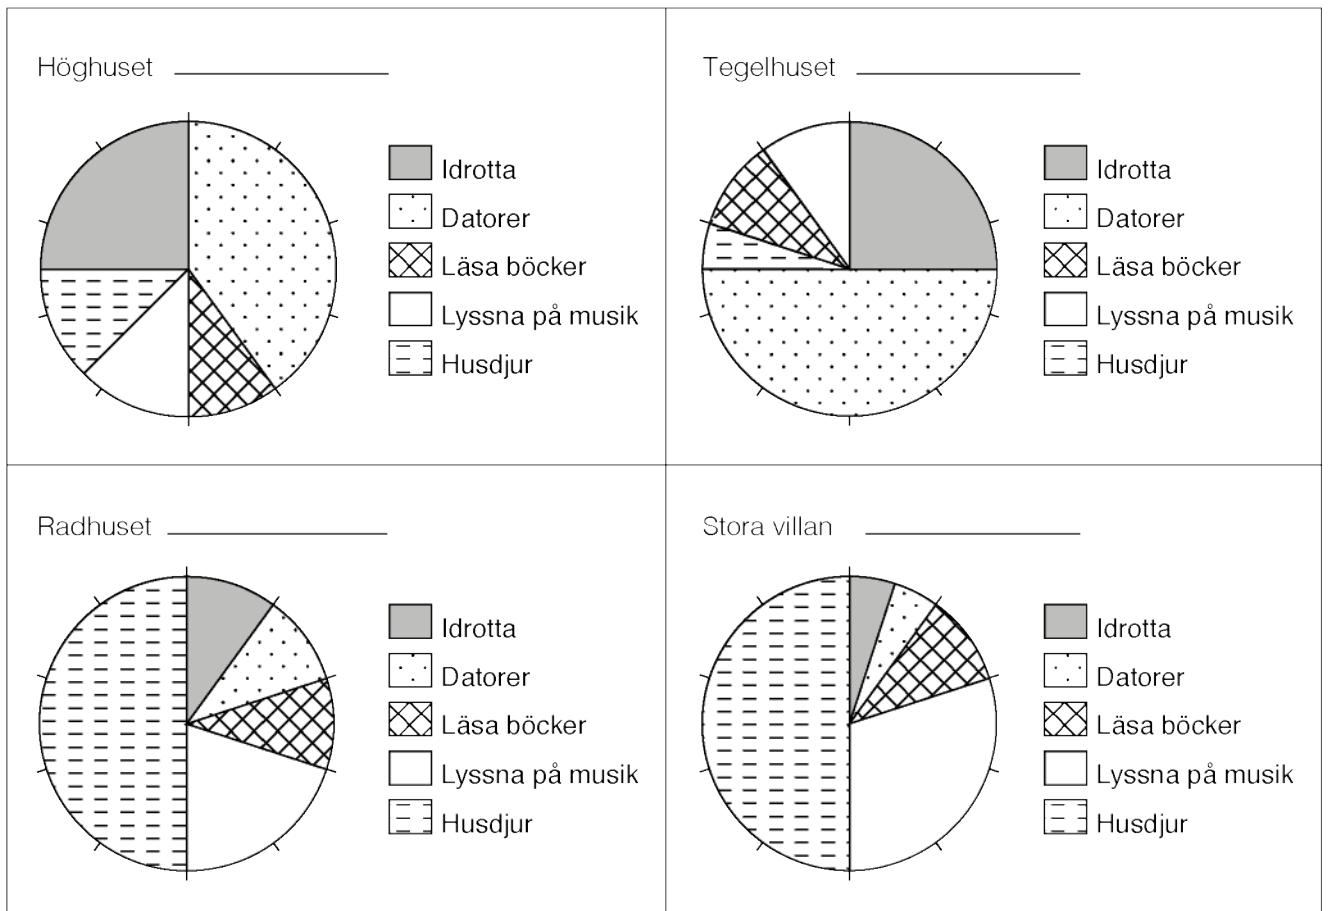 Höghuset
Idrotta
Datorer
Läsa böcker
Lyssna på musik
Husdjur
Tegelhuset
Idrotta
Datorer
Läsa böcker
Lyssna på musik
Husdjur
Radhuset
Idrotta
Datorer
Läsa böcker
Lyssna på musik
Husdjur
Stora villan
Idrotta
Datorer
Läsa böcker
Lyssna på musik
Husdjur